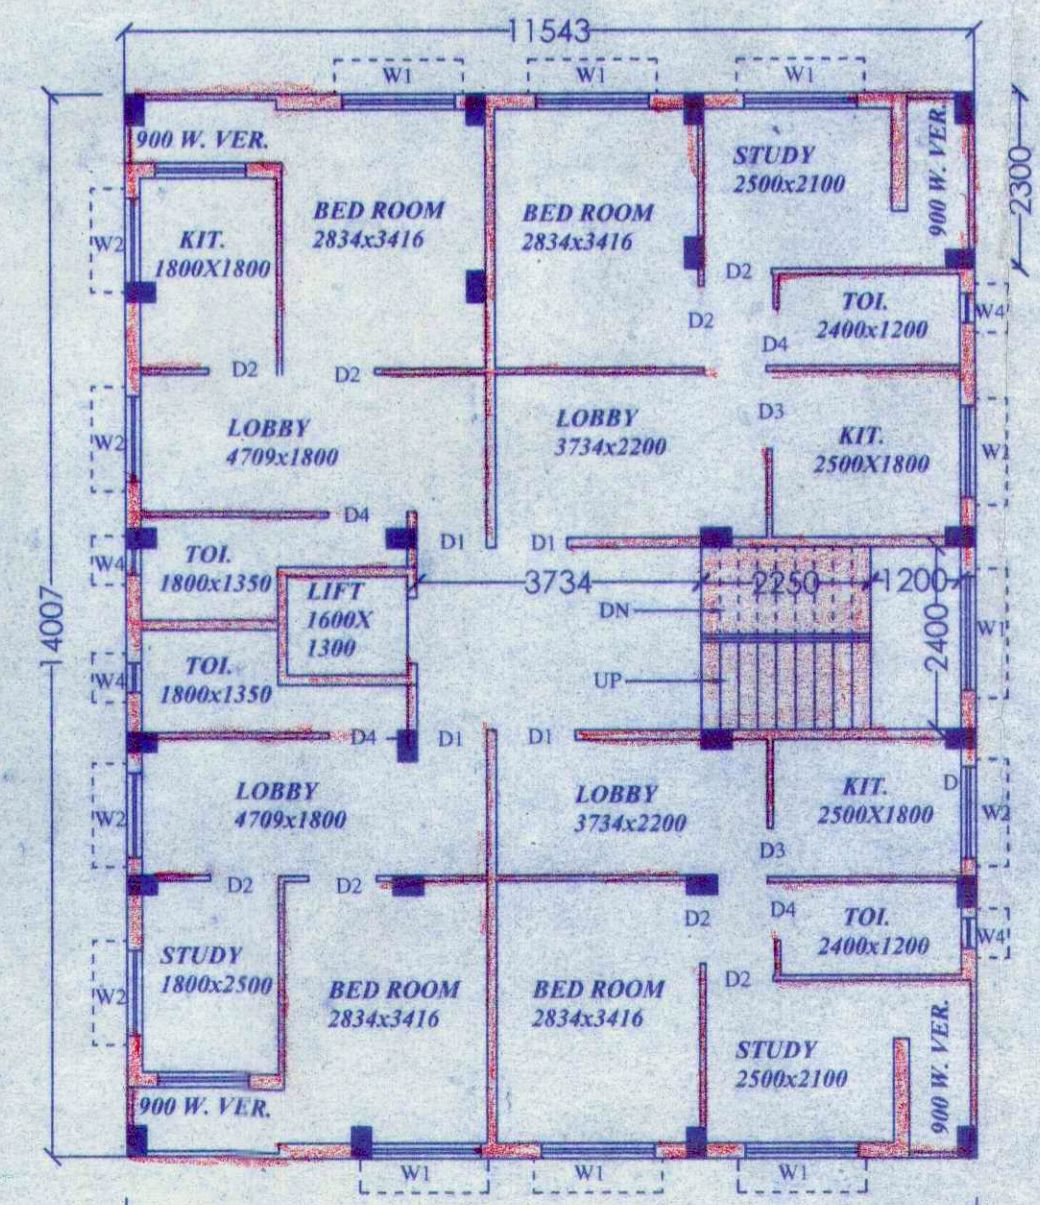 11543
W1
W1
W1
900 W. VER.
STUDY
2500x2100
900 W. VER.
2300
BED ROOM
2834x3416
BED ROOM
2834x3416
W2
KIT.
1800X1800
D2
TOI.
2400x1200
W4
D2
D4
D2
D2
W2
LOBBY
4709x1800
LOBBY
3734x2200
D3
KIT.
2500X1800
D4
D1
D1
W4
TOI.
1800x1350
LIFT
1600X
1300
3734
2250
1200
DN
2400
W1
14007
W4
TOI.
1800x1350
UP
D4
D1
D1
W2
LOBBY
4709x1800
LOBBY
3734x2200
KIT.
2500X1800
D
W2
D3
D2
D2
D2
D4
TOI.
2400x1200
W4
W2
STUDY
1800x2500
BED ROOM
2834x3416
BED ROOM
2834x3416
D2
STUDY
2500x2100
900 W. VER.
900 W. VER.
W1
W1
W1